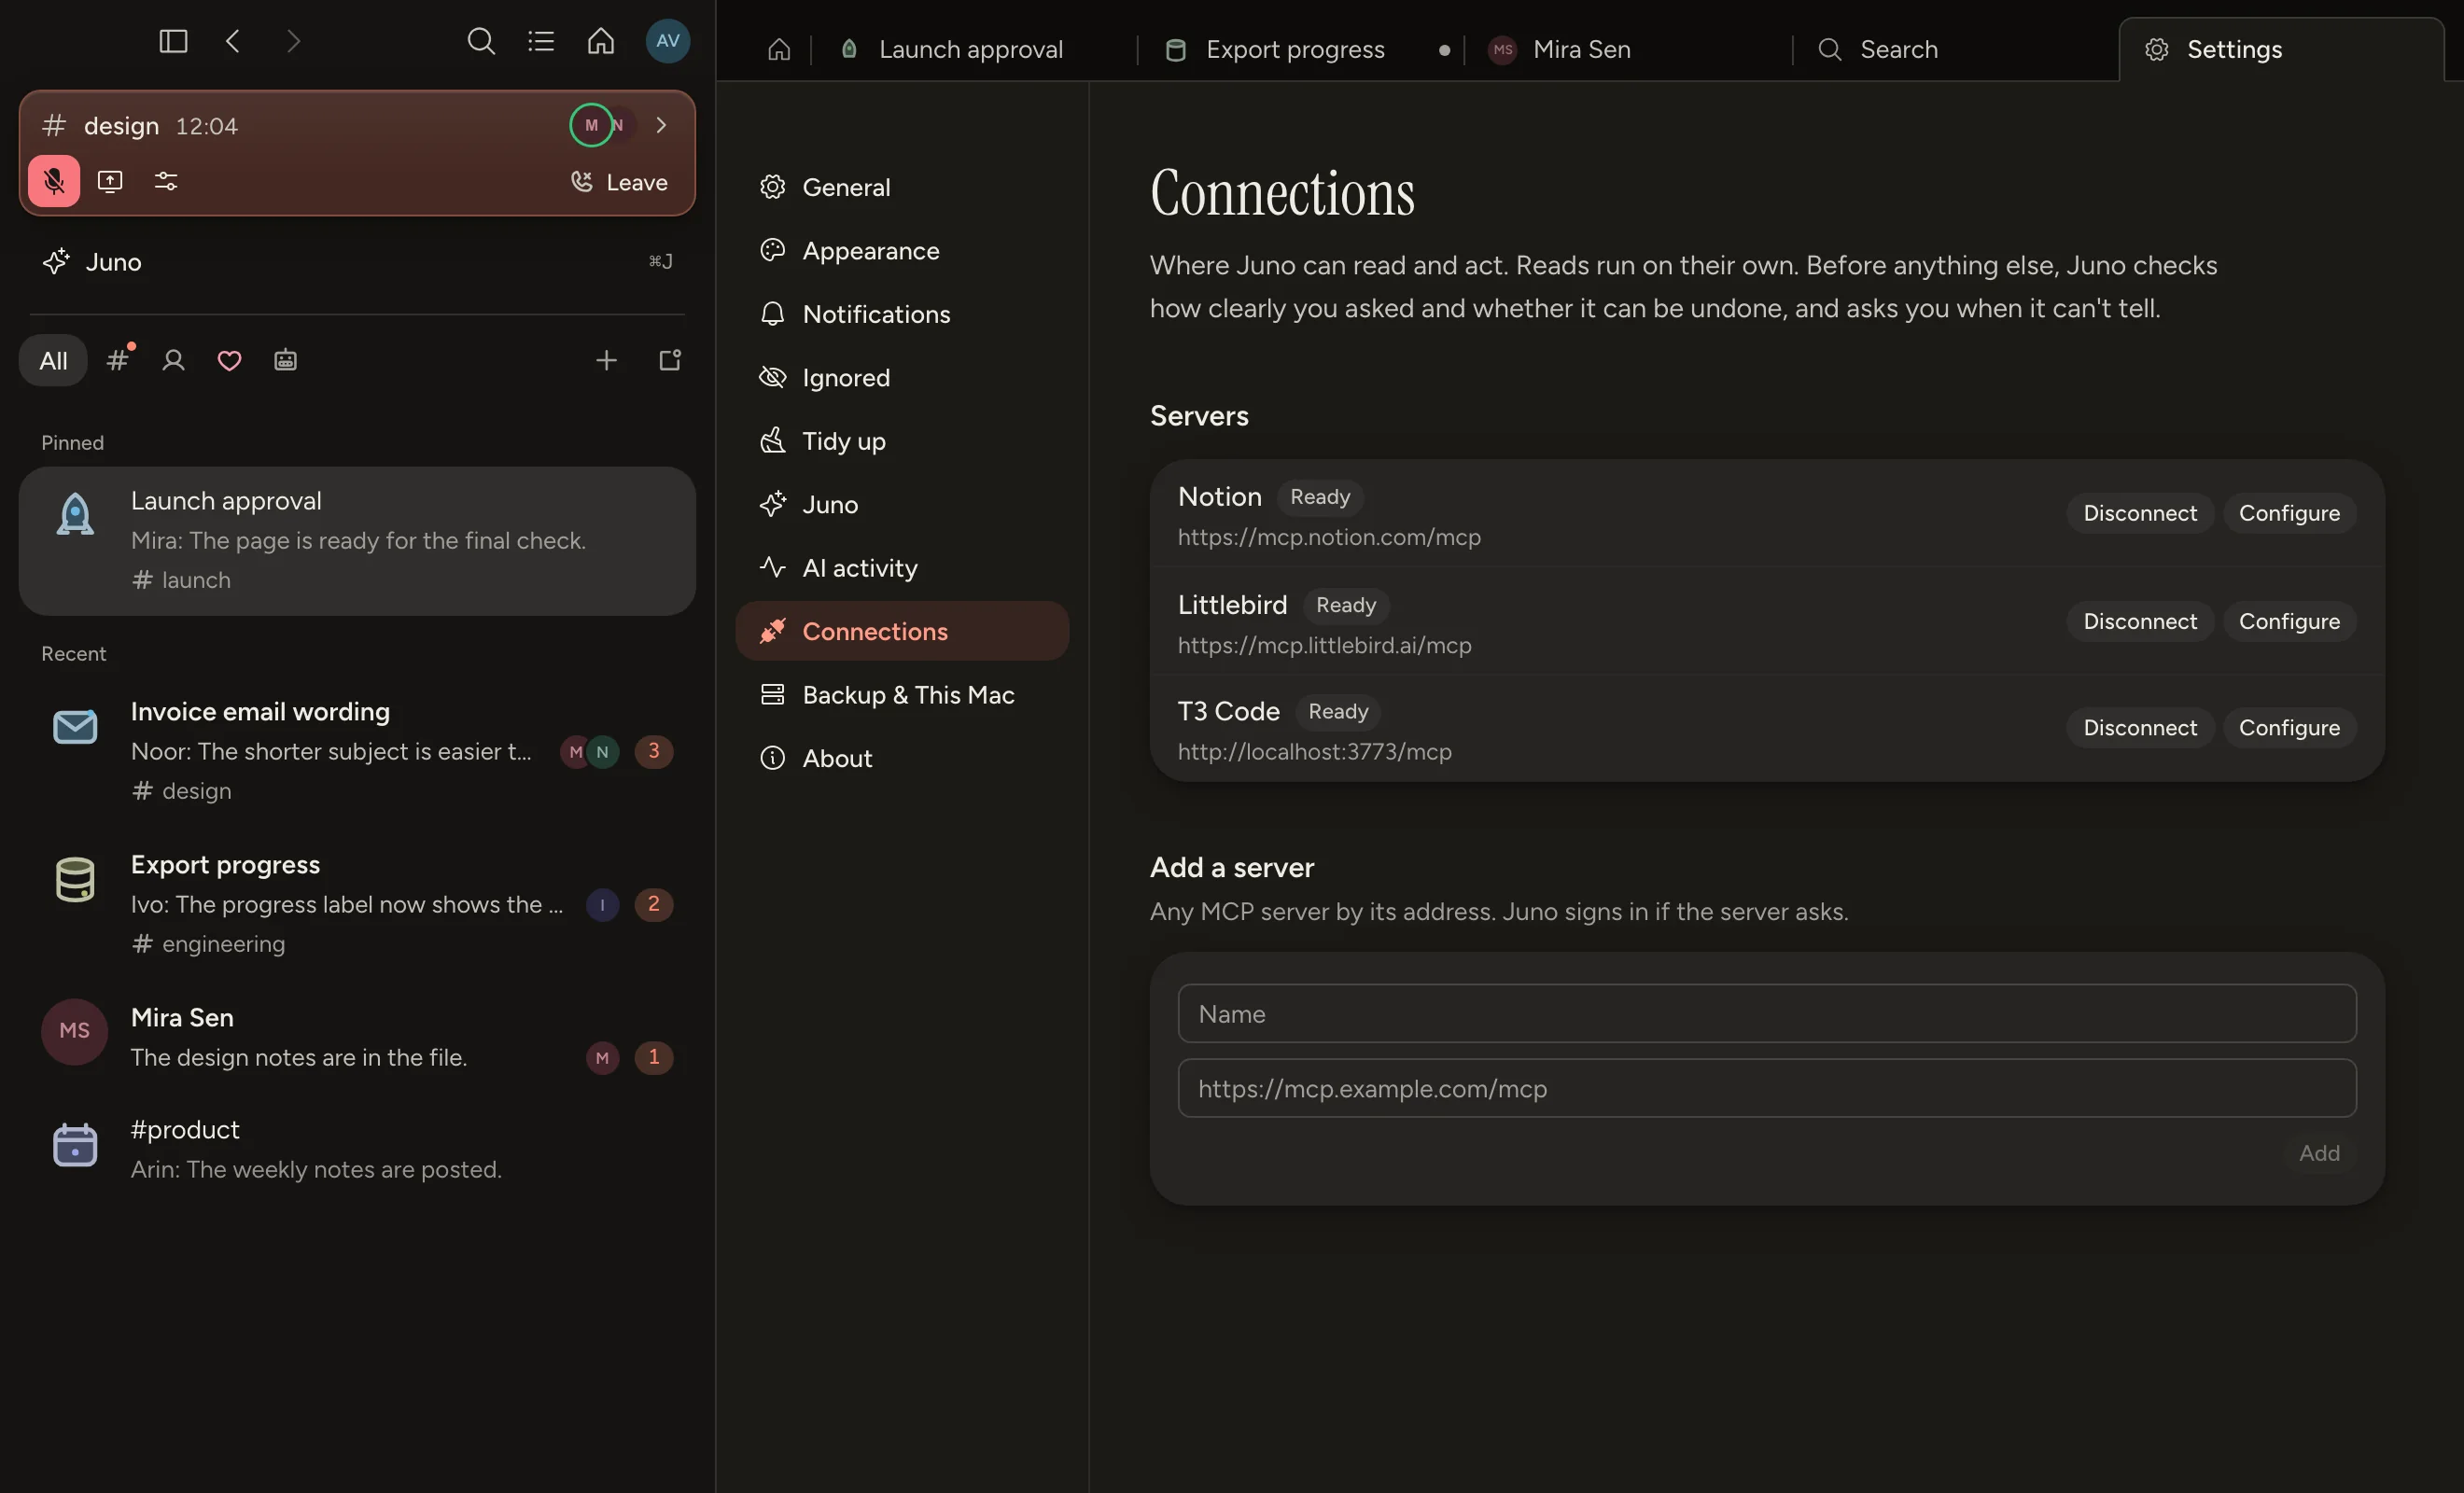 AV
# design 12:04
M N
Leave
Juno ⌘J
All
Pinned
Launch approval
Mira: The page is ready for the final check.
# launch
Recent
Invoice email wording
Noor: The shorter subject is easier t... M N 3
# design
Export progress
Ivo: The progress label now shows the ... I 2
# engineering
MS
Mira Sen
The design notes are in the file. M 1
#product
Arin: The weekly notes are posted.
Launch approval
Export progress
MS Mira Sen
Search
Settings
General
Appearance
Notifications
Ignored
Tidy up
Juno
AI activity
Connections
Backup & This Mac
About
Connections
Where Juno can read and act. Reads run on their own. Before anything else, Juno checks
how clearly you asked and whether it can be undone, and asks you when it can't tell.
Servers
Notion Ready
https://mcp.notion.com/mcp
Disconnect Configure
Littlebird Ready
https://mcp.littlebird.ai/mcp
Disconnect Configure
T3 Code Ready
http://localhost:3773/mcp
Disconnect Configure
Add a server
Any MCP server by its address. Juno signs in if the server asks.
Name
https://mcp.example.com/mcp
Add